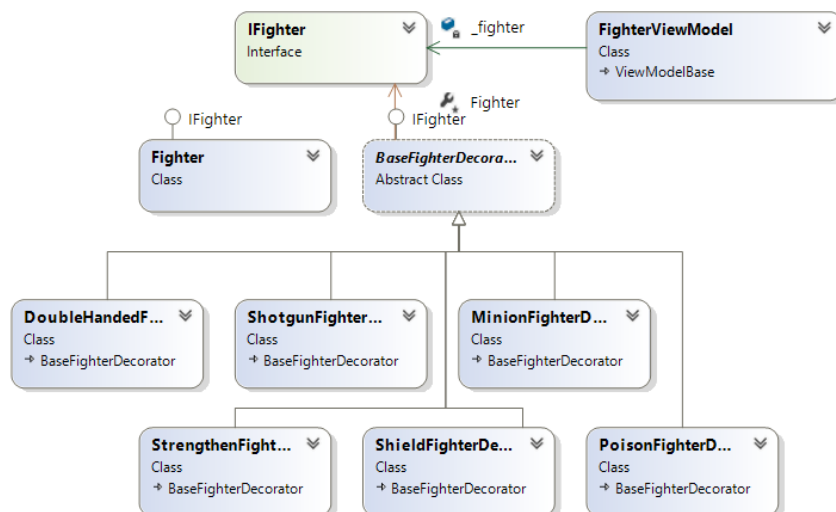 IFighter
Interface
_fighter
FighterViewModel
Class
ViewModelBase
Fighter
IFighter
IFighter
Fighter
Class
BaseFighterDecora...
Abstract Class
DoubleHandedF...
Class
BaseFighterDecorator
ShotgunFighter...
Class
BaseFighterDecorator
MinionFighterD...
Class
BaseFighterDecorator
StrengthenFight...
Class
BaseFighterDecorator
ShieldFighterDe...
Class
BaseFighterDecorator
PoisonFighterD...
Class
BaseFighterDecorator